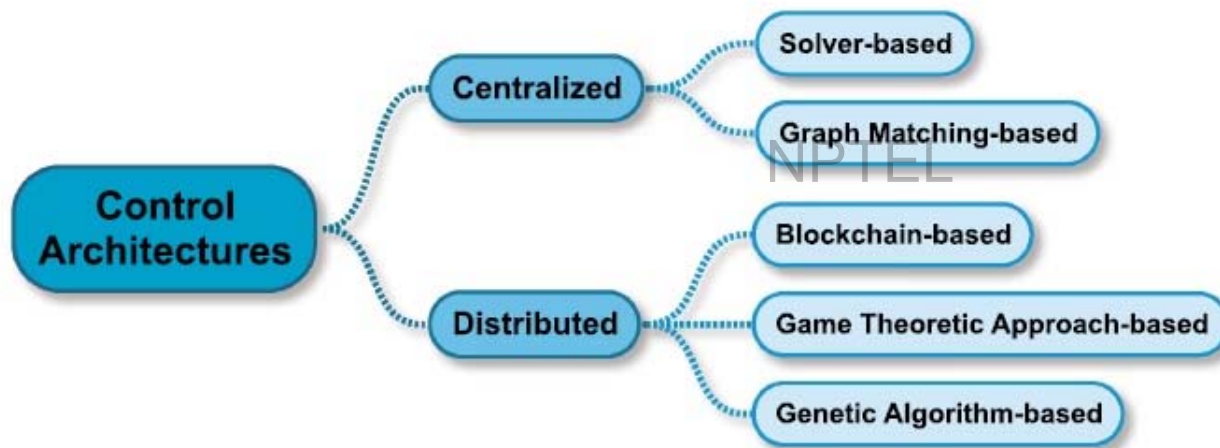 Control
Architectures
Centralized
Solver-based
Graph Matching-based
NPTEL
Distributed
Blockchain-based
Game Theoretic Approach-based
Genetic Algorithm-based